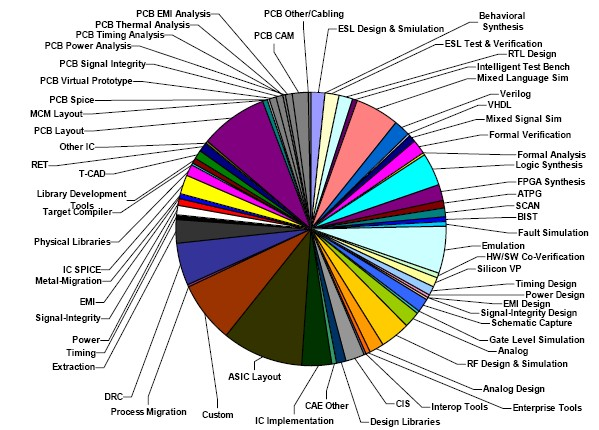 PCB Other/Cabling
ESL Design & Smiulation
Behavioral
Synthesis
ESL Test & Verification
RTL Design
Intelligent Test Bench
Mixed Language Sim
Verilog
VHDL
Mixed Signal Sim
Formal Verification
Formal Analysis
Logic Synthesis
FPGA Synthesis
ATPG
SCAN
BIST
Fault Simulation
Emulation
HW/SW Co-Verification
Silicon VP
Timing Design
Power Design
EMI Design
Signal-Integrity Design
Schematic Capture
Gate Level Simulation
Analog
RF Design & Simulation
Analog Design
Enterprise Tools
Interop Tools
CIS
Design Libraries
CAE Other
IC Implementation
ASIC Layout
Custom
Process Migration
DRC
Extraction
Timing
Power
Signal-Integrity
EMI
Metal-Migration
IC SPICE
Physical Libraries
Target Compiler
Library Development
Tools
T-CAD
RET
Other IC
PCB Layout
MCM Layout
PCB Spice
PCB Virtual Prototype
PCB Signal Integrity
PCB Power Analysis
PCB Timing Analysis
PCB Thermal Analysis
PCB EMI Analysis
PCB CAM